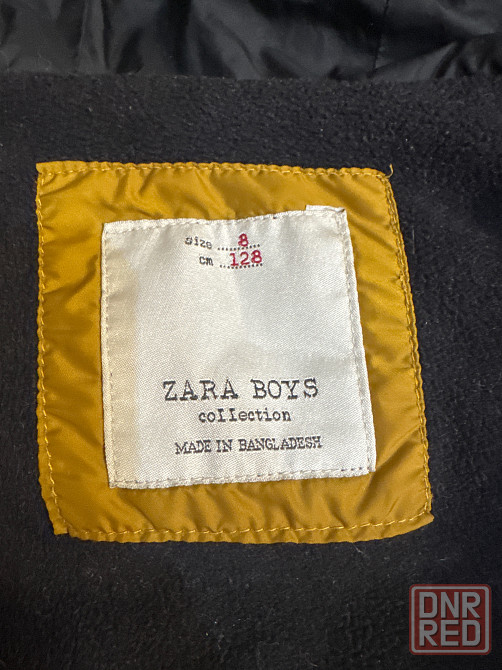 size ...8...
cm ...128
ZARA BOYS
collection
MADE IN BANGLADESH
DNR
RED